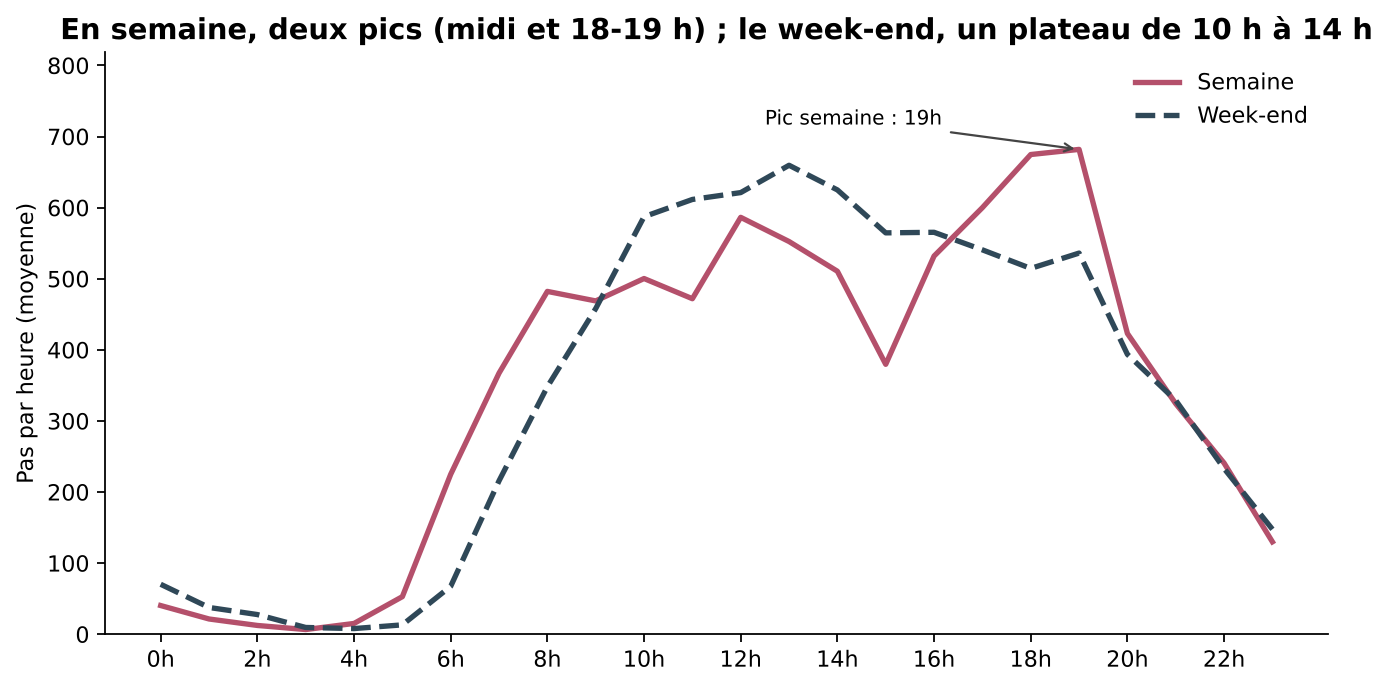 En semaine, deux pics (midi et 18-19 h) ; le week-end, un plateau de 10 h à 14 h
800
700
600
500
400
300
200
100
0
Pas par heure (moyenne)
Semaine
Week-end
Pic semaine : 19h
0h
2h
4h
6h
8h
10h
12h
14h
16h
18h
20h
22h